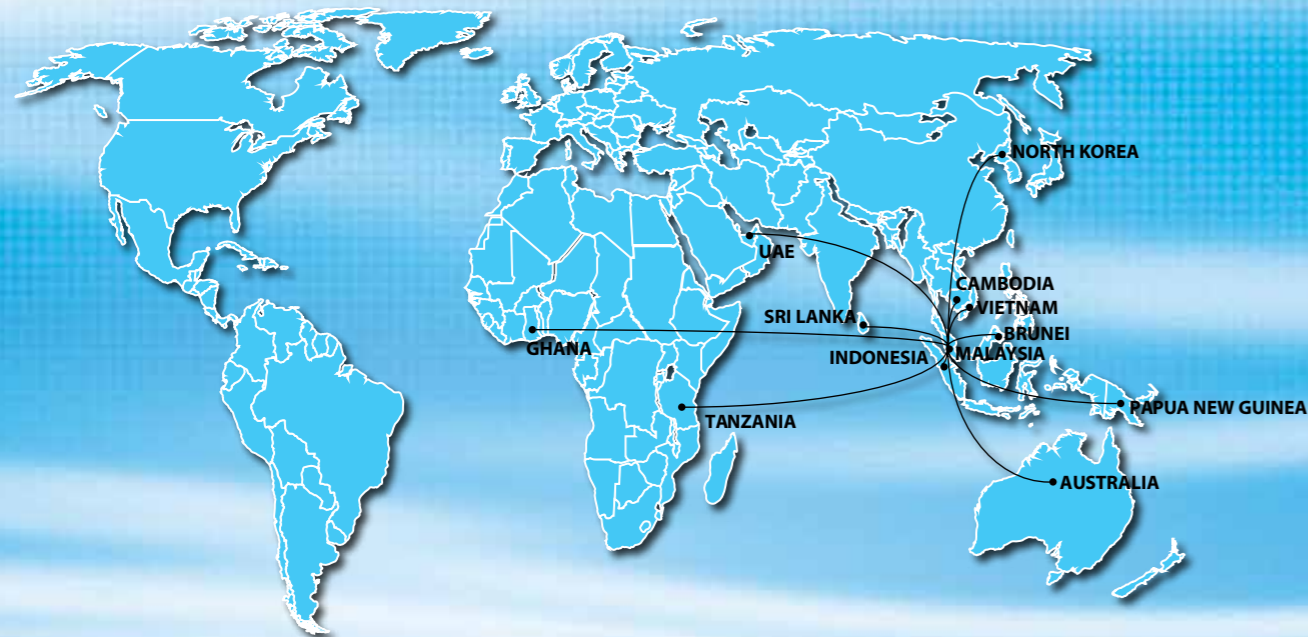 NORTH KOREA
UAE
CAMBODIA
VIETNAM
SRI LANKA
BRUNEI
GHANA
INDONESIA
MALAYSIA
PAPUA NEW GUINEA
TANZANIA
AUSTRALIA